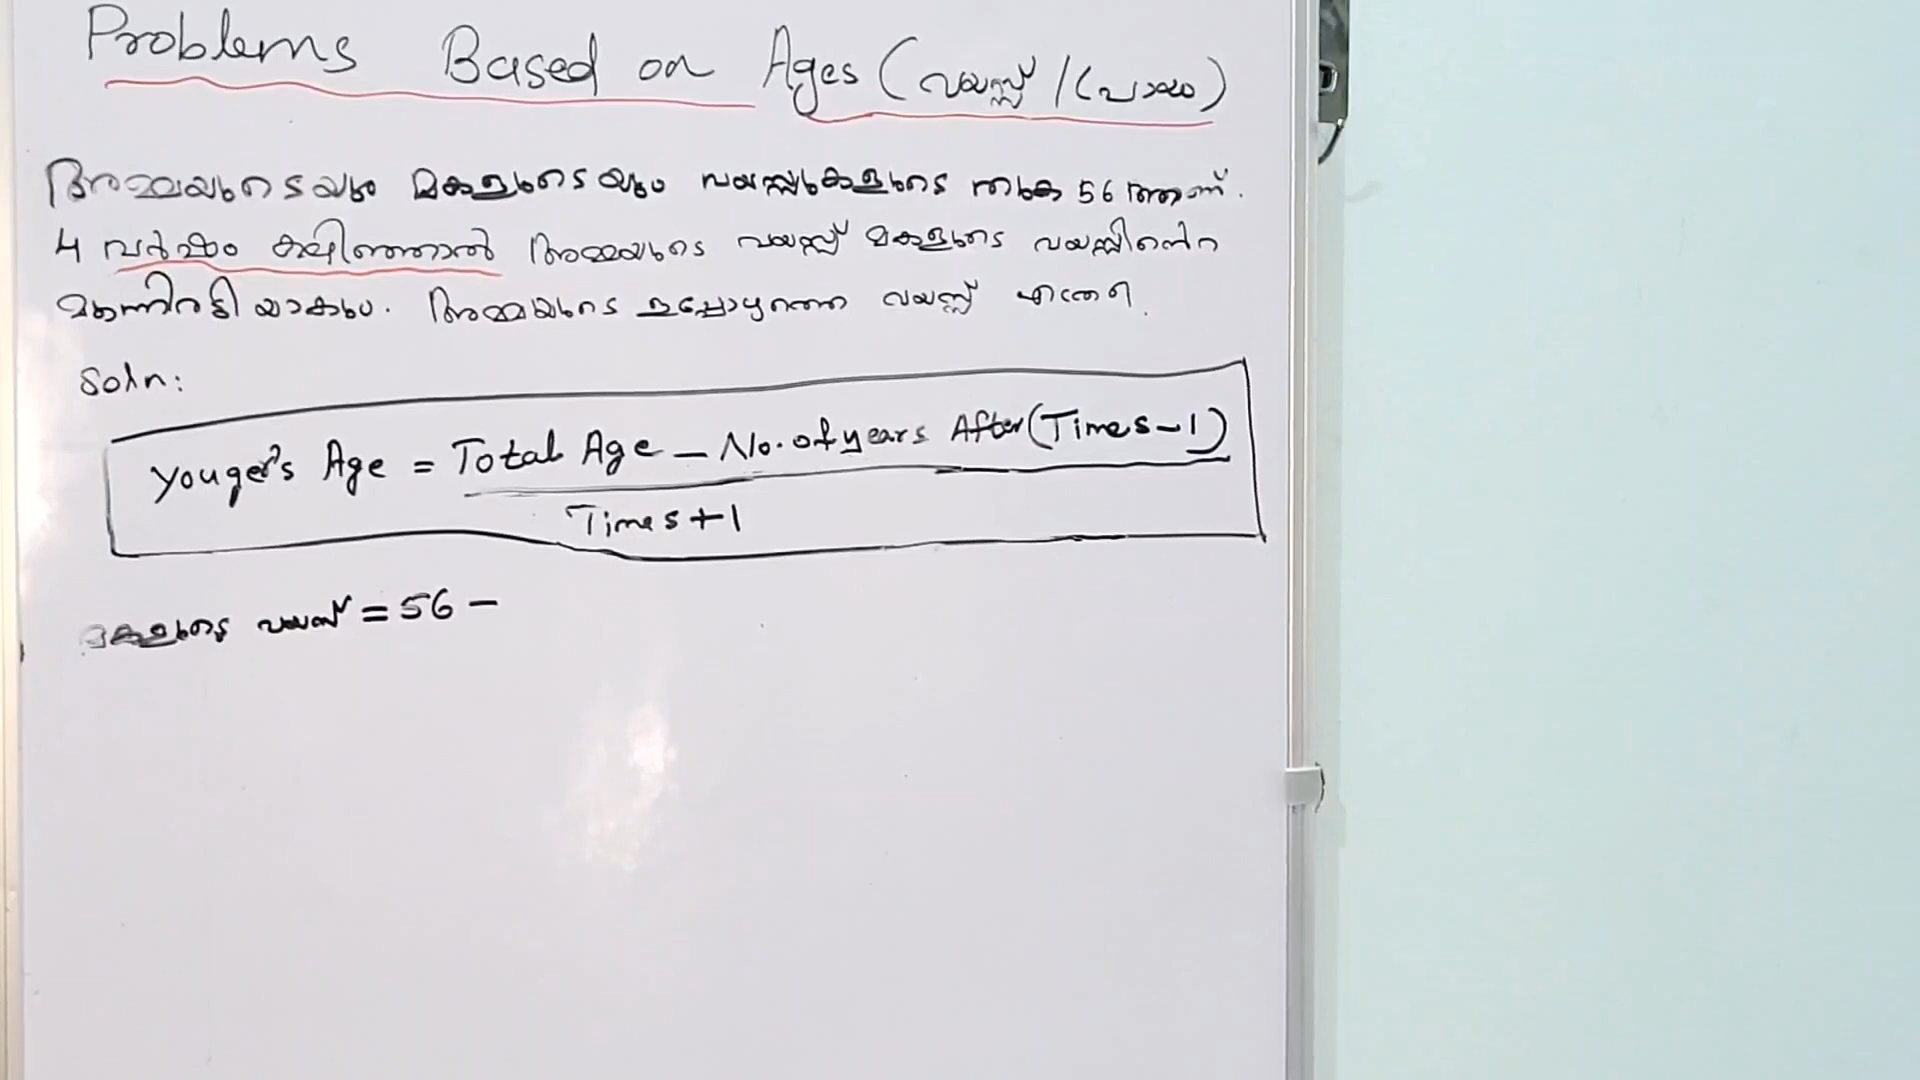 Problems Based on Ages (വയസ്സ് / പ്രായം)
അമ്മയുടെയും മകളുടെയും വയസ്സുകളുടെ തുക 56 ആണ്.
4 വർഷം കഴിഞ്ഞാൽ അമ്മയുടെ വയസ്സ് മകളുടെ വയസ്സിന്റെ
മൂന്നിരട്ടിയാകും. അമ്മയുടെ ഇപ്പോഴത്തെ വയസ്സ് എത്ര.
Soln:
Youger's Age = Total Age - No. of years After (Times - 1)
Times + 1
മകളുടെ വയസ് = 56 -